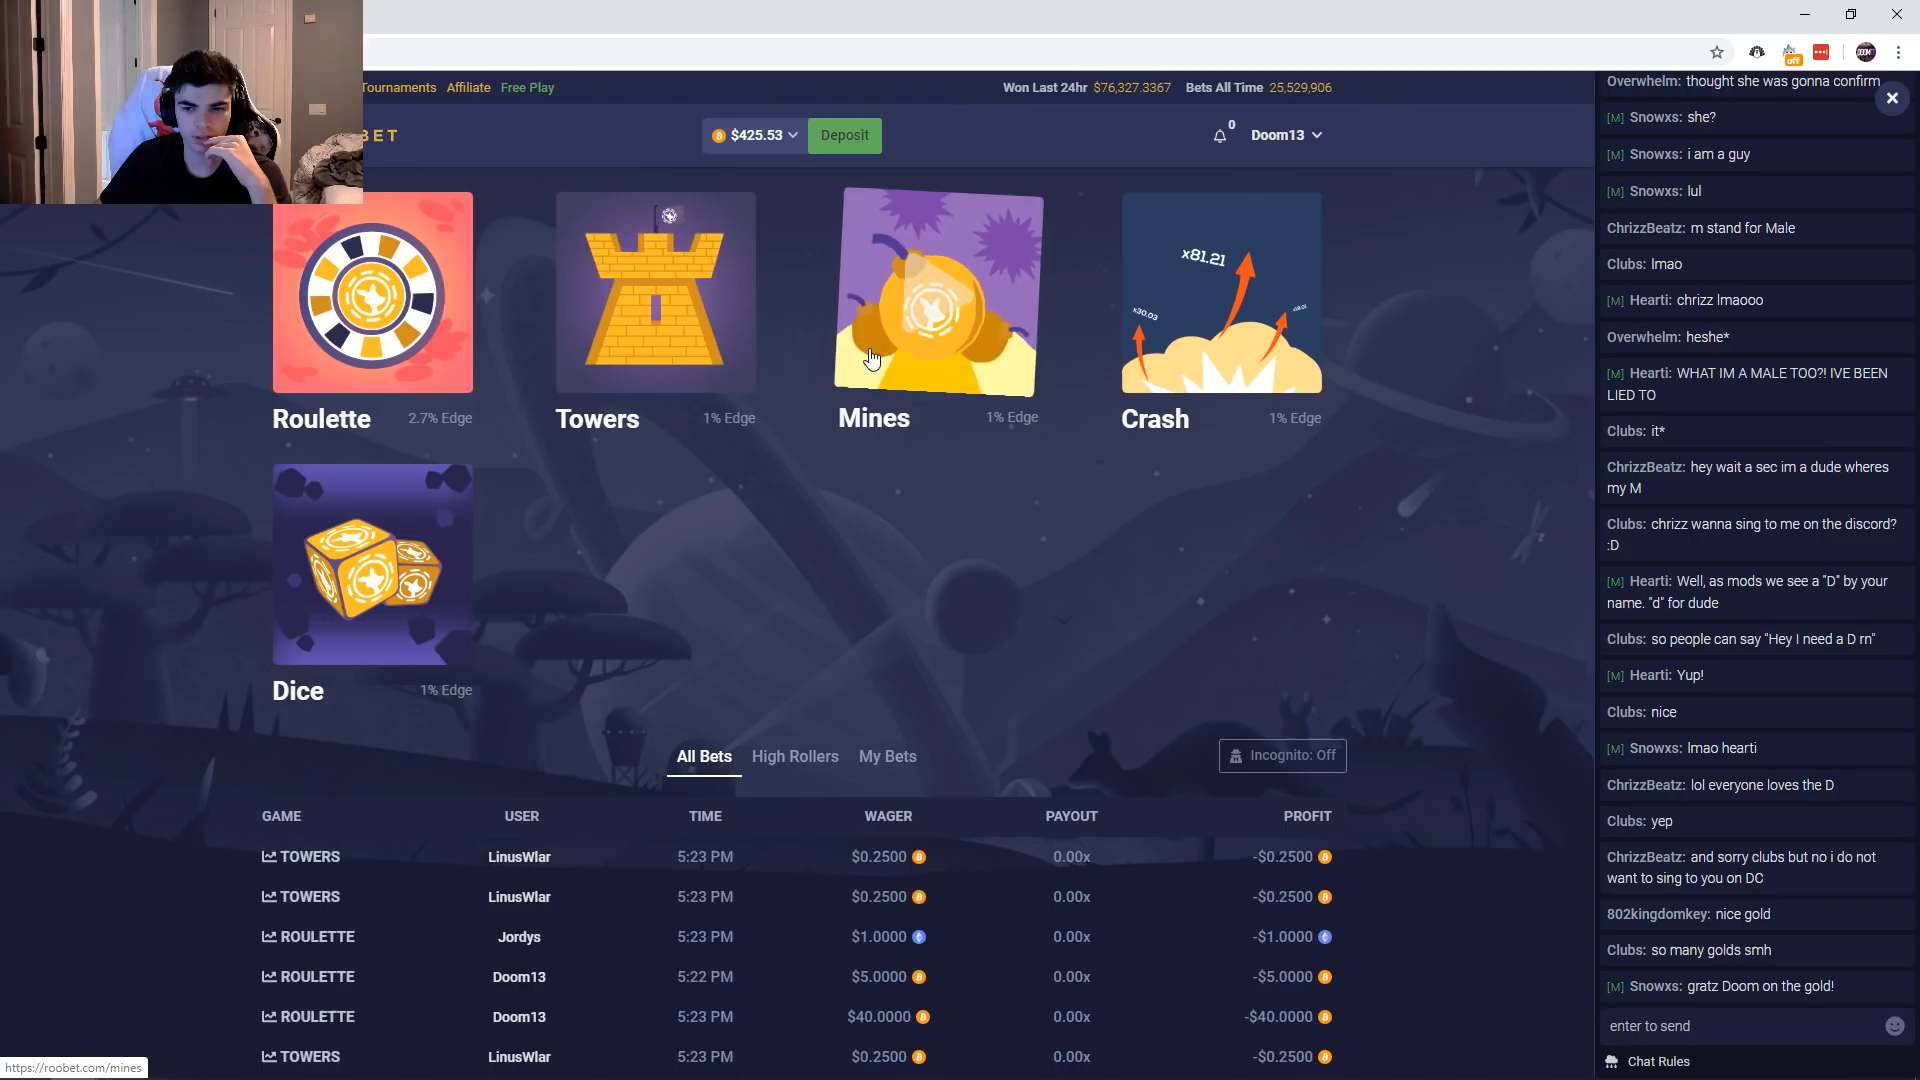 Tournaments Affiliate Free Play
Won Last 24hr $76,327.3367 Bets All Time 25,529,906
BET
$425.53 Deposit
0
Doom13
off
x81.21
x30.03
Roulette 2.7% Edge
Towers 1% Edge
Mines 1% Edge
Crash 1% Edge
Dice 1% Edge
All Bets High Rollers My Bets
Incognito: Off
GAME USER TIME WAGER PAYOUT PROFIT
TOWERS LinusWlar 5:23 PM $0.2500 0.00x -$0.2500
TOWERS LinusWlar 5:23 PM $0.2500 0.00x -$0.2500
ROULETTE Jordys 5:23 PM $1.0000 0.00x -$1.0000
ROULETTE Doom13 5:22 PM $5.0000 0.00x -$5.0000
ROULETTE Doom13 5:23 PM $40.0000 0.00x -$40.0000
TOWERS LinusWlar 5:23 PM $0.2500 0.00x -$0.2500
https://roobet.com/mines
Overwhelm: thought she was gonna confirm
[M] Snowxs: she?
[M] Snowxs: i am a guy
[M] Snowxs: lul
ChrizzBeatz: m stand for Male
Clubs: lmao
[M] Hearti: chrizz lmaooo
Overwhelm: heshe*
[M] Hearti: WHAT IM A MALE TOO?! IVE BEEN
LIED TO
Clubs: it*
ChrizzBeatz: hey wait a sec im a dude wheres
my M
Clubs: chrizz wanna sing to me on the discord?
:D
[M] Hearti: Well, as mods we see a "D" by your
name. "d" for dude
Clubs: so people can say "Hey I need a D rn"
[M] Hearti: Yup!
Clubs: nice
[M] Snowxs: lmao hearti
ChrizzBeatz: lol everyone loves the D
Clubs: yep
ChrizzBeatz: and sorry clubs but no i do not
want to sing to you on DC
802kingdomkey: nice gold
Clubs: so many golds smh
[M] Snowxs: gratz Doom on the gold!
enter to send
Chat Rules